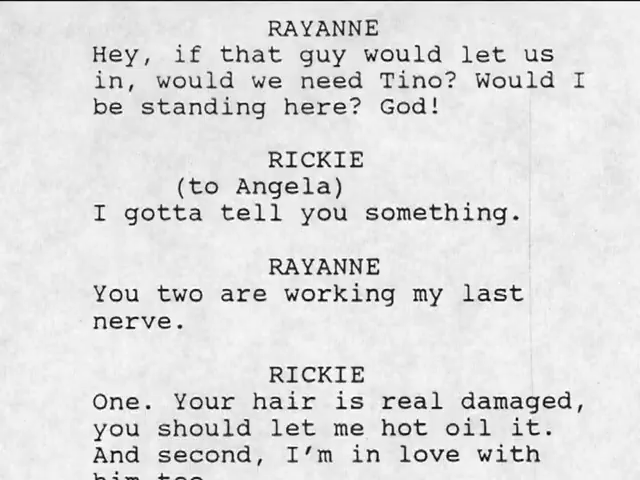 RAYANNE
Hey, if that guy would let us
in, would we need Tino? Would I
be standing here? God!
RICKIE
(to Angela)
I gotta tell you something.
RAYANNE
You two are working my last
nerve.
RICKIE
One. Your hair is real damaged,
you should let me hot oil it.
And second, I'm in love with
him too